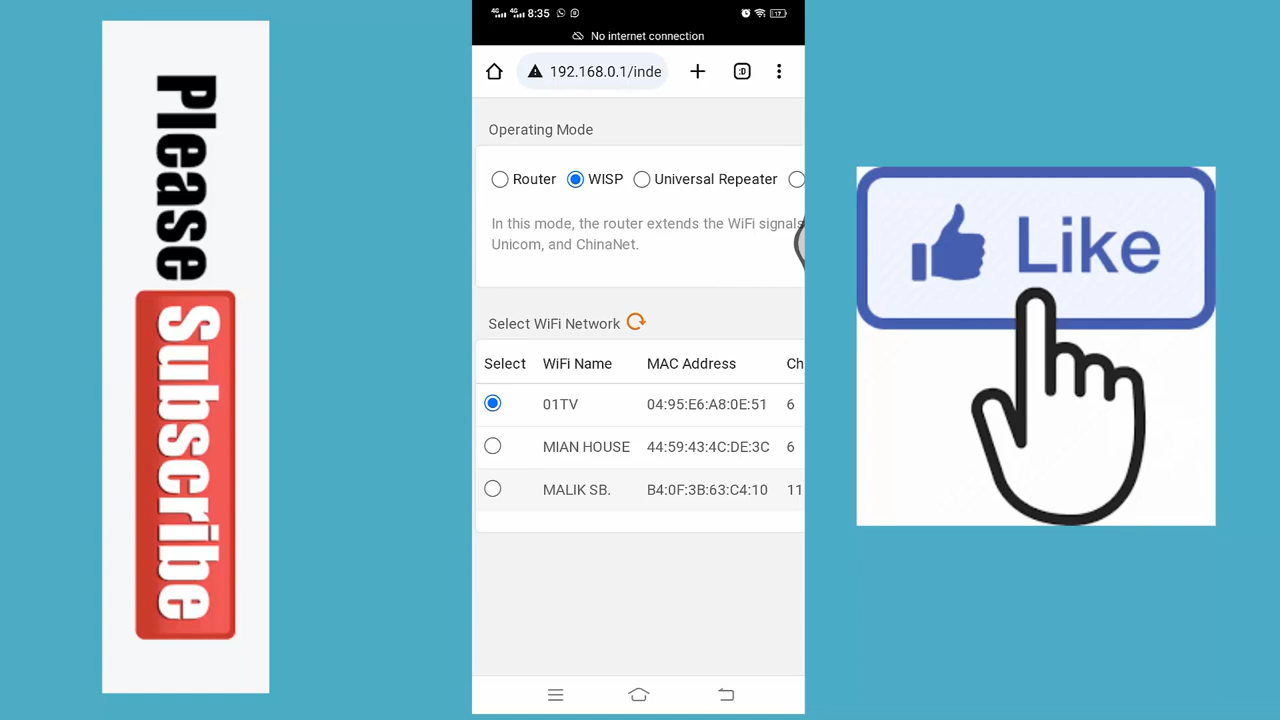 Please
Subscribe
4G 4G 8:35 17
No internet connection
192.168.0.1/inde :D
Operating Mode
Router WISP Universal Repeater
In this mode, the router extends the WiFi signals
Unicom, and ChinaNet.
Select WiFi Network
Select WiFi Name MAC Address Ch
01TV 04:95:E6:A8:0E:51 6
MIAN HOUSE 44:59:43:4C:DE:3C 6
MALIK SB. B4:0F:3B:63:C4:10 11
Like